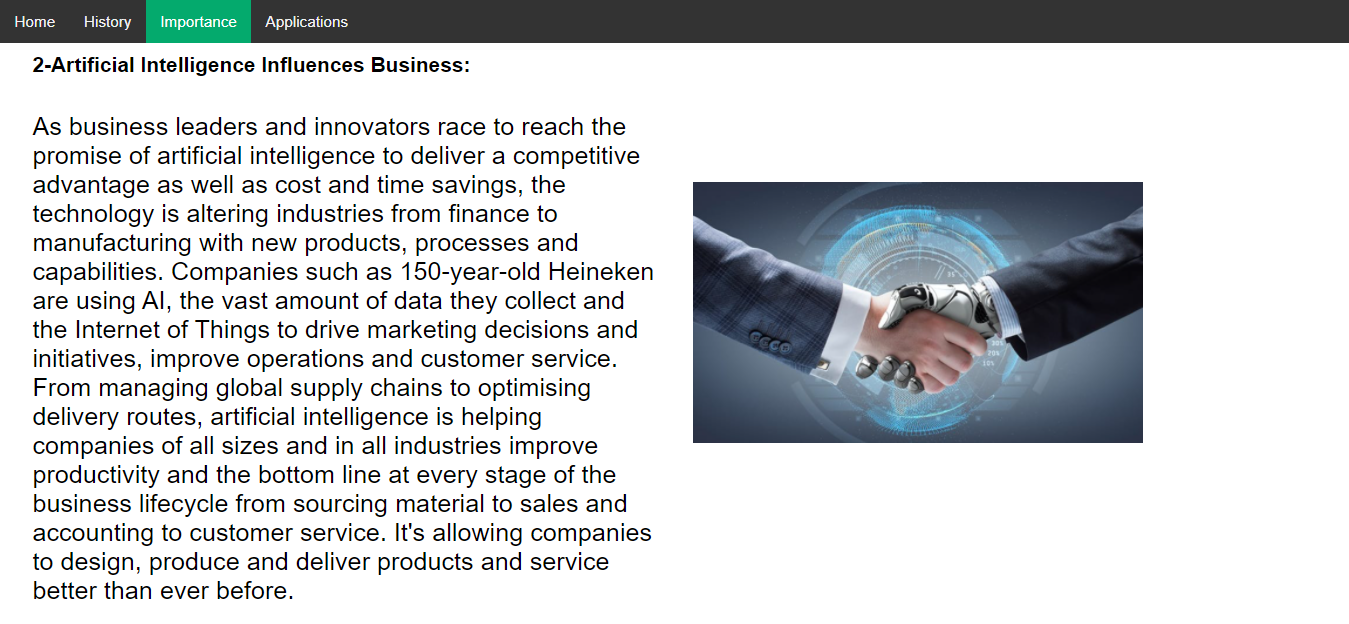 Home History Importance Applications
2-Artificial Intelligence Influences Business:
As business leaders and innovators race to reach the
promise of artificial intelligence to deliver a competitive
advantage as well as cost and time savings, the
technology is altering industries from finance to
manufacturing with new products, processes and
capabilities. Companies such as 150-year-old Heineken
are using AI, the vast amount of data they collect and
the Internet of Things to drive marketing decisions and
initiatives, improve operations and customer service.
From managing global supply chains to optimising
delivery routes, artificial intelligence is helping
companies of all sizes and in all industries improve
productivity and the bottom line at every stage of the
business lifecycle from sourcing material to sales and
accounting to customer service. It's allowing companies
to design, produce and deliver products and service
better than ever before.